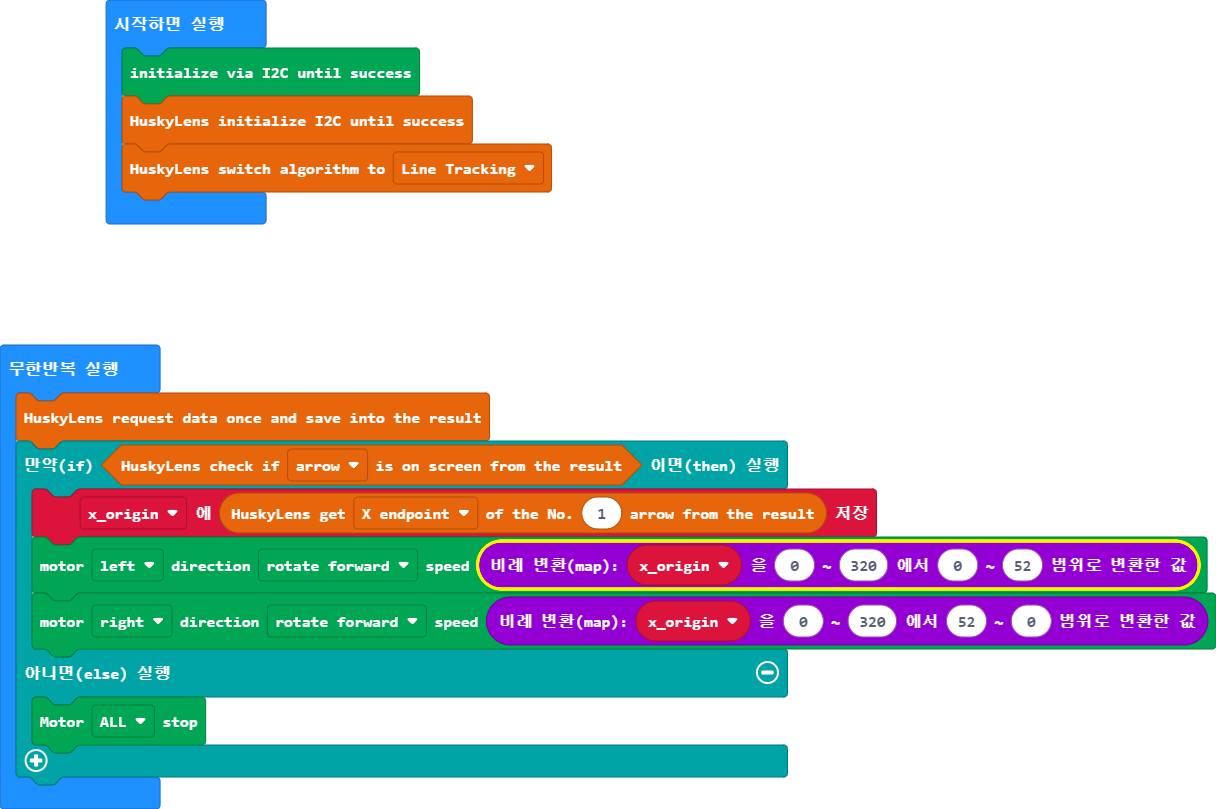 시작하면 실행
initialize via I2C until success
HuskyLens initialize I2C until success
HuskyLens switch algorithm to Line Tracking
무한반복 실행
HuskyLens request data once and save into the result
만약(if) HuskyLens check if arrow is on screen from the result 이면(then) 실행
x_origin 에 HuskyLens get X endpoint of the No. 1 arrow from the result 저장
motor left direction rotate forward speed 비례 변환(map): x_origin 을 0 ~ 320 에서 0 ~ 52 범위로 변환한 값
motor right direction rotate forward speed 비례 변환(map): x_origin 을 0 ~ 320 에서 52 ~ 0 범위로 변환한 값
아니면(else) 실행
Motor ALL stop